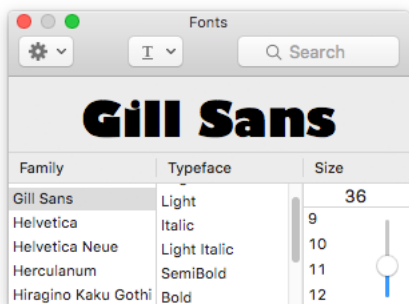 Fonts
T
Search
Gill Sans
Family Typeface Size
36
Gill Sans Light 9
Helvetica Italic 10
Helvetica Neue Light Italic 11
Herculanum SemiBold 12
Hiragino Kaku Gothi Bold